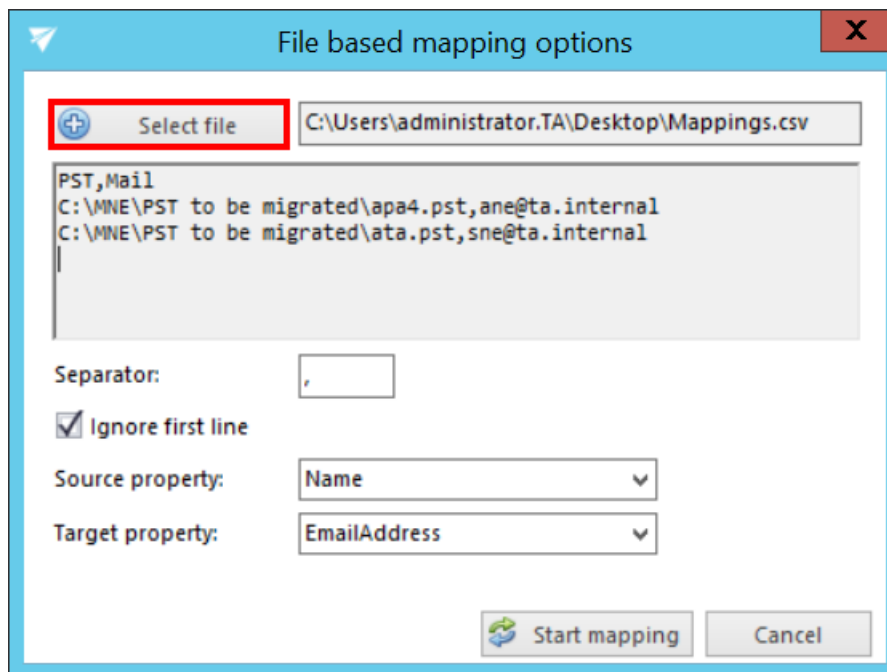 File based mapping options
X
Select file
C:\Users\administrator.TA\Desktop\Mappings.csv
PST,Mail
C:\MNE\PST to be migrated\apa4.pst,ane@ta.internal
C:\MNE\PST to be migrated\ata.pst,sne@ta.internal
Separator: ,
Ignore first line
Source property: Name
Target property: EmailAddress
Start mapping Cancel